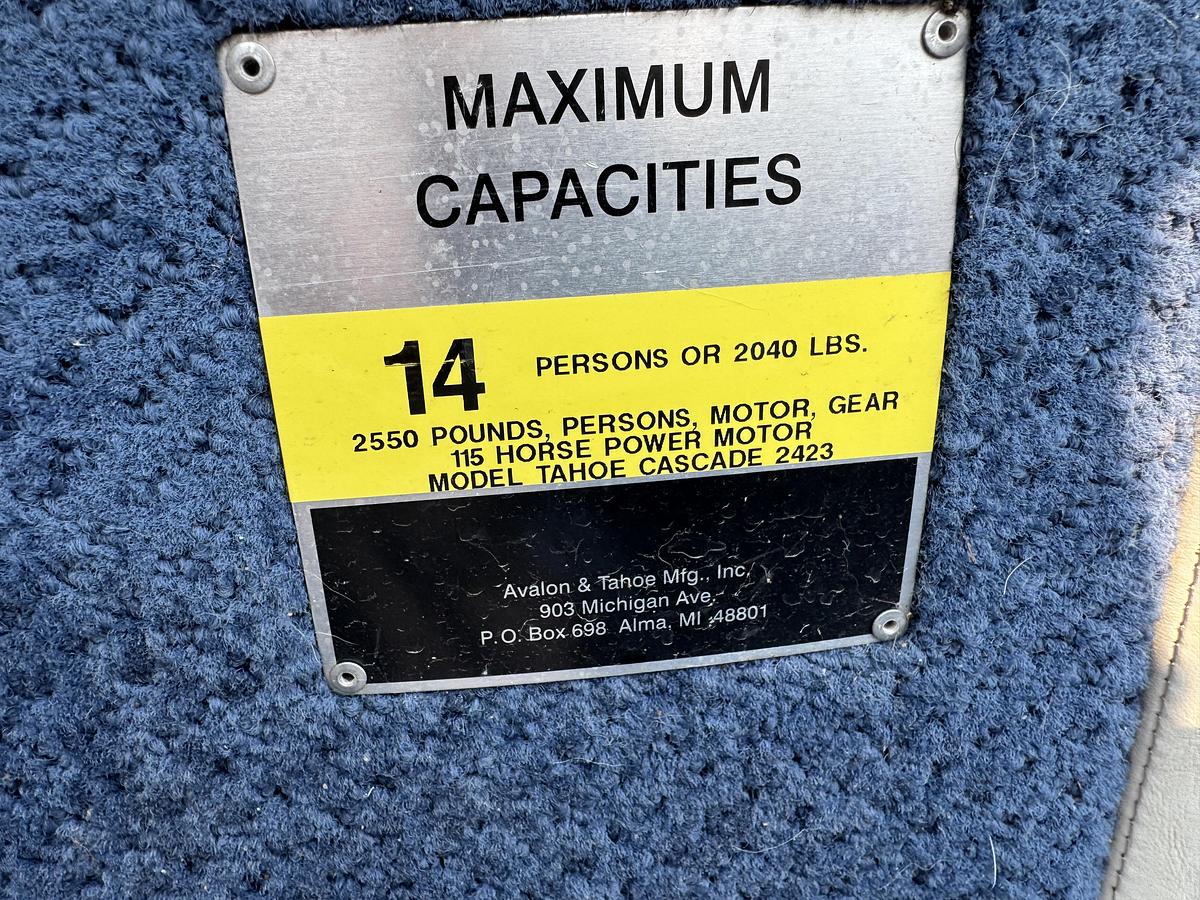 MAXIMUM
CAPACITIES
14 PERSONS OR 2040 LBS.
2550 POUNDS, PERSONS, MOTOR, GEAR
115 HORSE POWER MOTOR
MODEL TAHOE CASCADE 2423
Avalon & Tahoe Mfg., Inc.
903 Michigan Ave.
P.O. Box 698 Alma, MI 48801